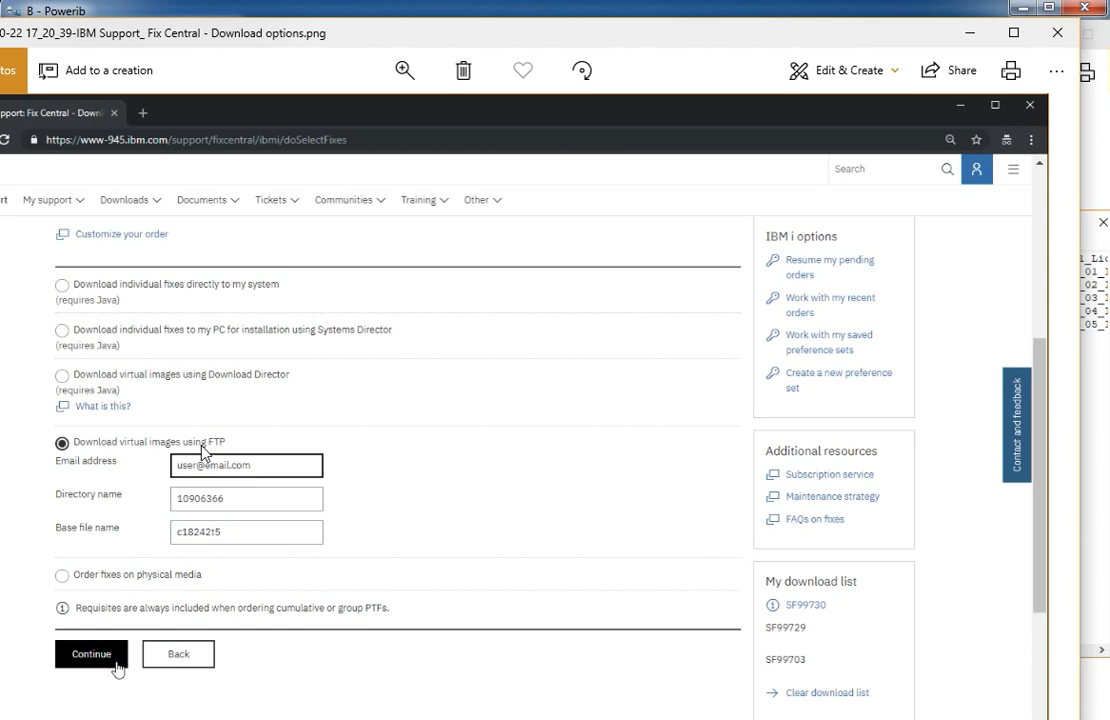 B - Powerib
0-22 17_20_39-IBM Support_ Fix Central - Download options.png
tos
Add to a creation
Edit & Create
Share
pport: Fix Central - Downl
https://www-945.ibm.com/support/fixcentral/ibmi/doSelectFixes
Search
rt My support Downloads Documents Tickets Communities Training Other
Customize your order
Download individual fixes directly to my system
(requires Java)
Download individual fixes to my PC for installation using Systems Director
(requires Java)
Download virtual images using Download Director
(requires Java)
What is this?
Download virtual images using FTP
Email address
user@email.com
Directory name
10906366
Base file name
c18242t5
Order fixes on physical media
Requisites are always included when ordering cumulative or group PTFs.
Continue
Back
IBM i options
Resume my pending
orders
Work with my recent
orders
Work with my saved
preference sets
Create a new preference
set
Additional resources
Subscription service
Maintenance strategy
FAQs on fixes
My download list
SF99730
SF99729
SF99703
Clear download list
Contact and feedback
l_Lic
_01_I
_02_I
_03_I
_04_I
_05_I